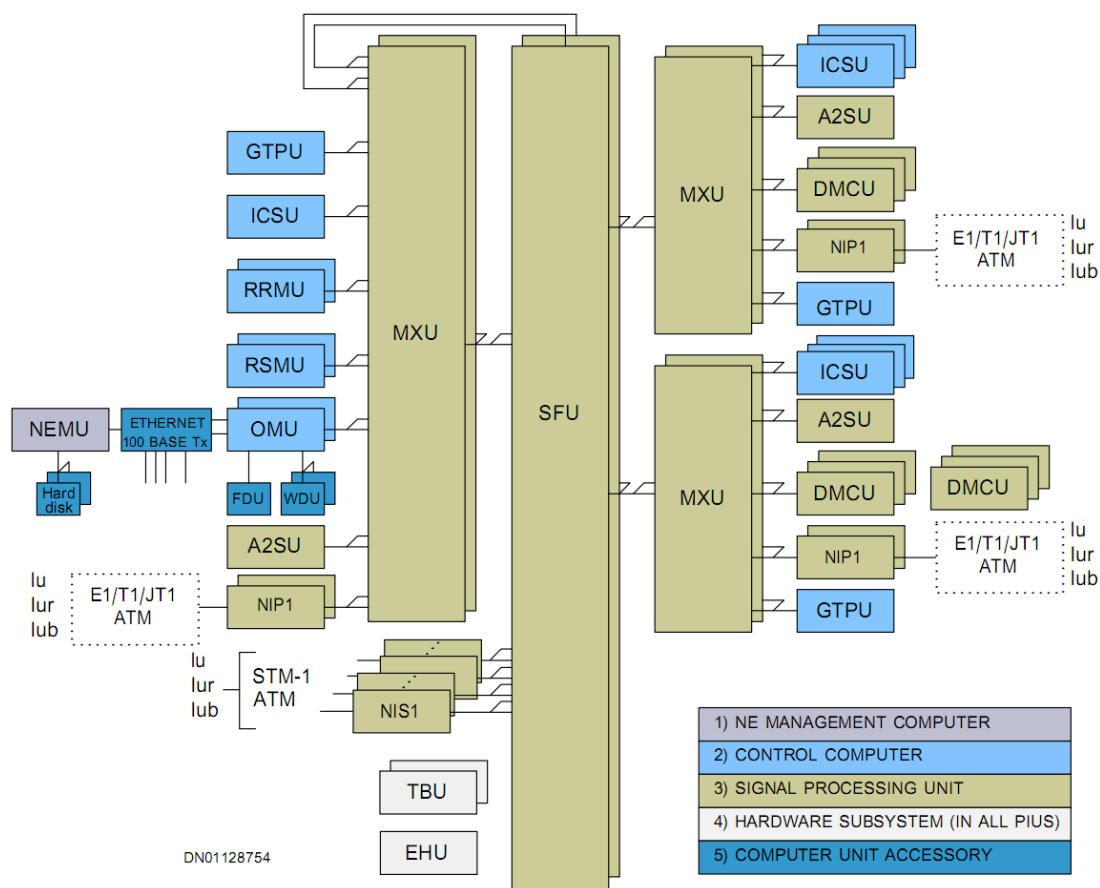 GTPU
ICSU
RRMU
RSMU
NEMU
ETHERNET
100 BASE Tx
OMU
Hard
disk
FDU
WDU
A2SU
Iu
Iur
Iub
E1/T1/JT1
ATM
NIP1
MXU
Iu
Iur
Iub
STM-1
ATM
NIS1
TBU
EHU
DN01128754
SFU
MXU
ICSU
A2SU
DMCU
NIP1
E1/T1/JT1
ATM
Iu
Iur
Iub
GTPU
MXU
ICSU
A2SU
DMCU
DMCU
NIP1
E1/T1/JT1
ATM
Iu
Iur
Iub
GTPU
1) NE MANAGEMENT COMPUTER
2) CONTROL COMPUTER
3) SIGNAL PROCESSING UNIT
4) HARDWARE SUBSYSTEM (IN ALL PIUS)
5) COMPUTER UNIT ACCESSORY